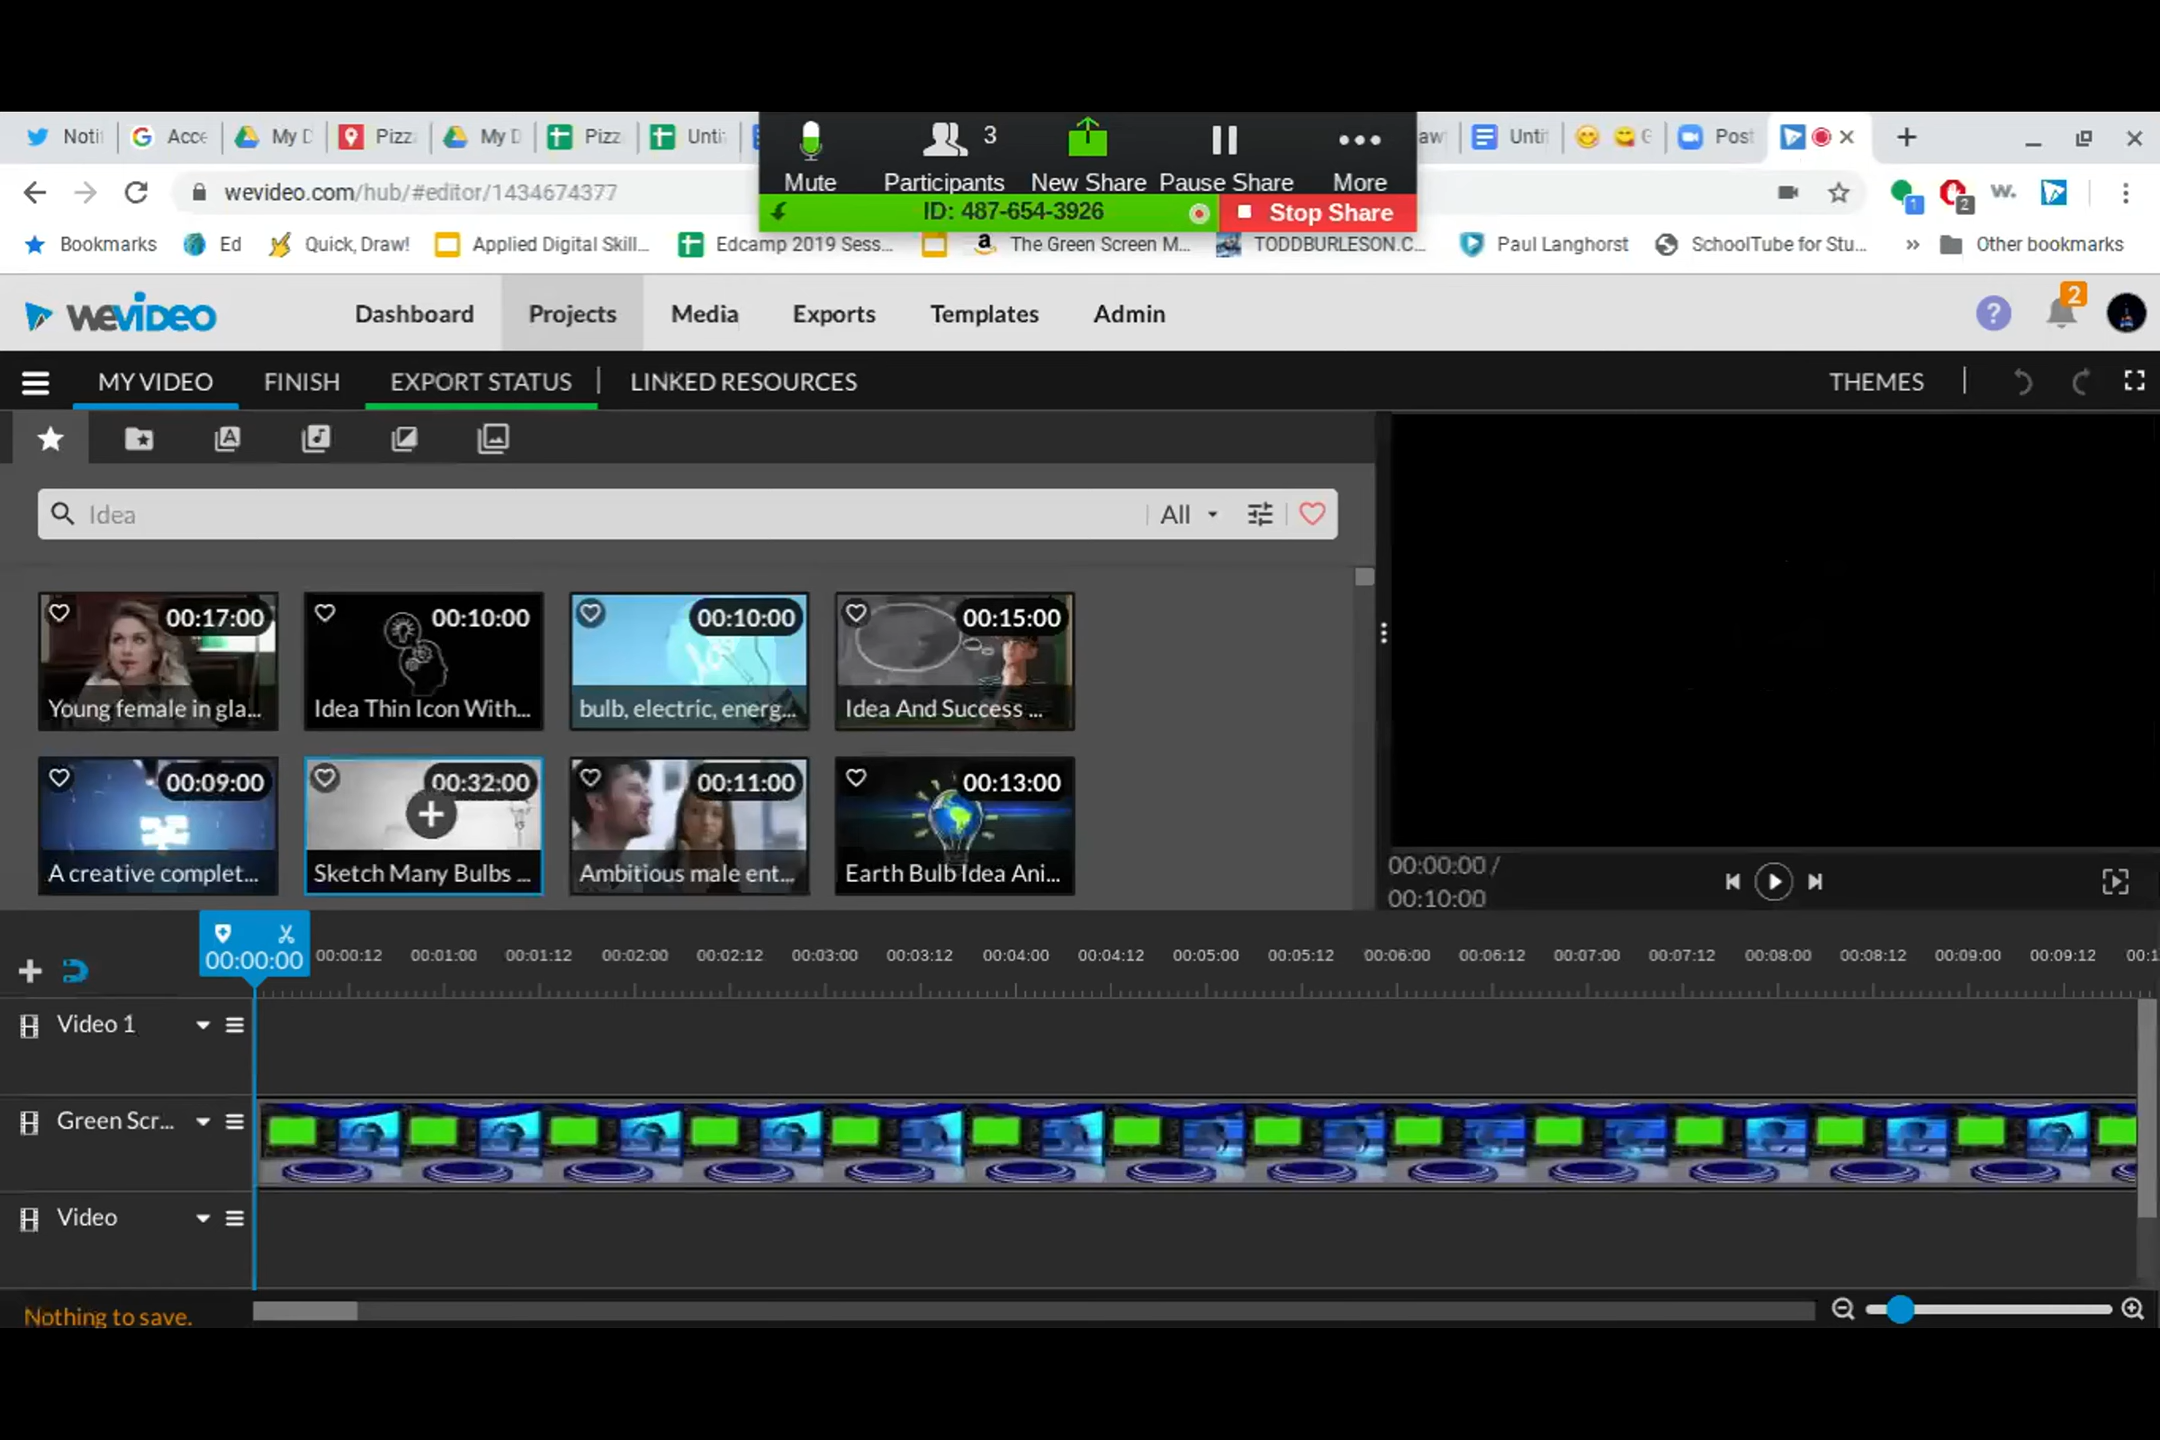 Noti
Acce
My D
Pizz
My D
Pizz
Unti
Unti
G
Post
Mute
Participants
3
New Share
Pause Share
More
wevideo.com/hub/#editor/1434674377
ID: 487-654-3926
Stop Share
1
2
w.
Bookmarks
Ed
Quick, Draw!
Applied Digital Skill...
Edcamp 2019 Sess...
The Green Screen M...
TODDBURLESON.C...
Paul Langhorst
SchoolTube for Stu...
»
Other bookmarks
WEVIDEO
Dashboard
Projects
Media
Exports
Templates
Admin
?
2
MY VIDEO
FINISH
EXPORT STATUS
LINKED RESOURCES
THEMES
Idea
All
00:17:00
Young female in gla...
00:10:00
Idea Thin Icon With...
00:10:00
bulb, electric, energ...
00:15:00
Idea And Success ...
00:09:00
A creative complet...
00:32:00
Sketch Many Bulbs ...
00:11:00
Ambitious male ent...
00:13:00
Earth Bulb Idea Ani...
00:00:00 /
00:10:00
00:00:00
00:00:12
00:01:00
00:01:12
00:02:00
00:02:12
00:03:00
00:03:12
00:04:00
00:04:12
00:05:00
00:05:12
00:06:00
00:06:12
00:07:00
00:07:12
00:08:00
00:08:12
00:09:00
00:09:12
00:1
Video 1
Green Scr...
Video
Nothing to save.